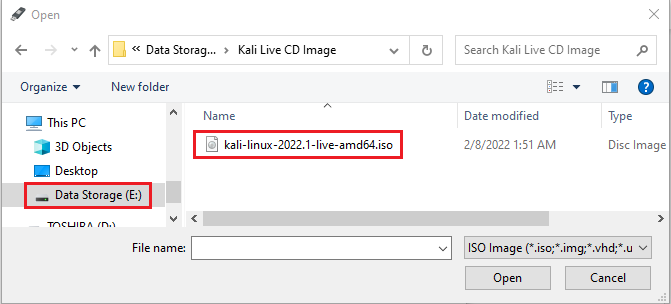 Open
Data Storag... Kali Live CD Image
Search Kali Live CD Image
Organize New folder
This PC
3D Objects
Desktop
Data Storage (E:)
TOSHIBA (D:)
Name Date modified Type
kali-linux-2022.1-live-amd64.iso 2/8/2022 1:51 AM Disc Image
File name:
ISO Image (*.iso;*.img;*.vhd;*.u
Open Cancel